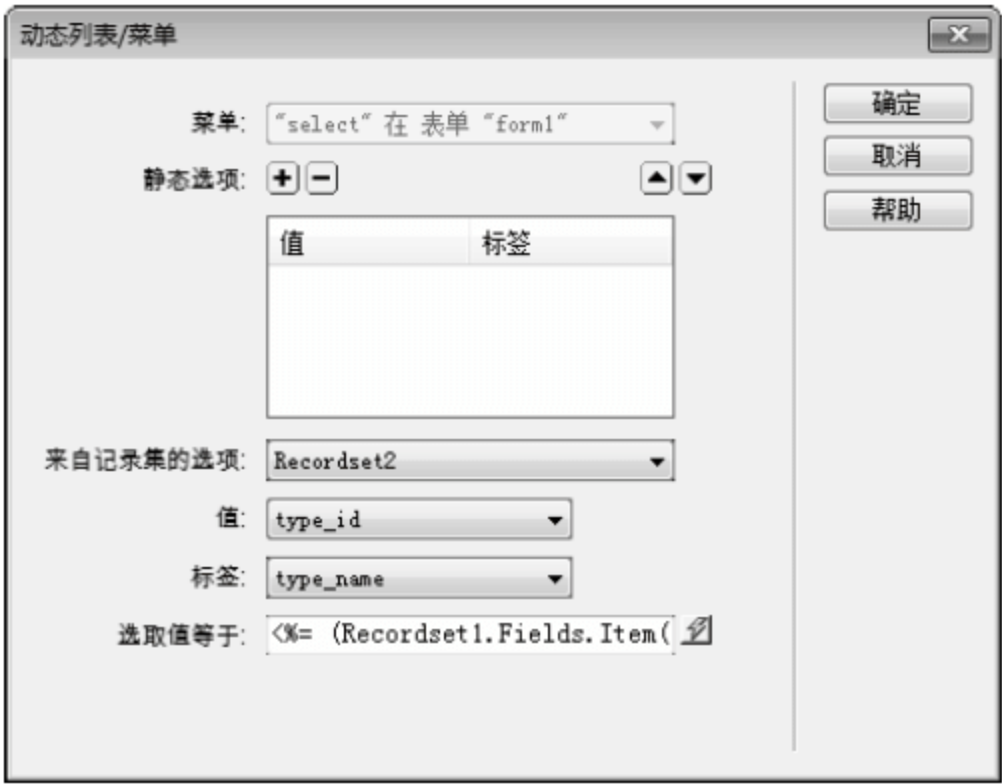 动态列表/菜单
菜单: "select" 在 表单 "form1"
确定
静态选项:
取消
帮助
值 标签
来自记录集的选项: Recordset2
值: type_id
标签: type_name
选取值等于: <%= (Recordset1.Fields.Item(